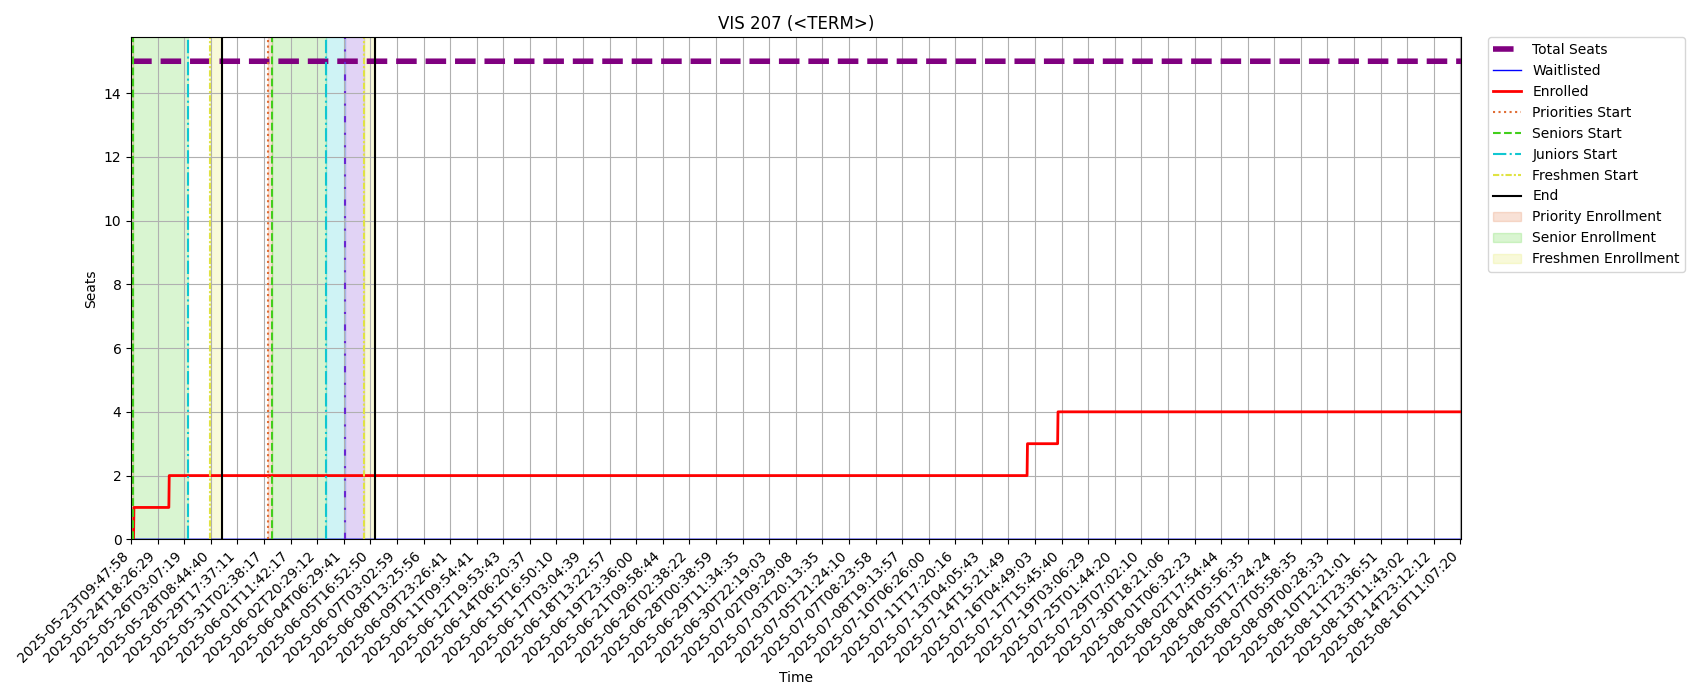 VIS 207 (<TERM>)
Total Seats
Waitlisted
Enrolled
Priorities Start
Seniors Start
Juniors Start
Freshmen Start
End
Priority Enrollment
Senior Enrollment
Freshmen Enrollment
Seats
14
12
10
8
6
4
2
0
2025-05-23T09:47:58
2025-05-24T18:26:29
2025-05-26T03:07:19
2025-05-28T08:44:40
2025-05-29T17:37:11
2025-05-31T02:38:17
2025-06-01T11:42:17
2025-06-02T20:29:12
2025-06-04T06:29:41
2025-06-05T16:52:50
2025-06-07T03:02:59
2025-06-08T13:25:56
2025-06-09T23:26:41
2025-06-11T09:54:41
2025-06-12T19:53:43
2025-06-14T06:20:37
2025-06-15T16:50:10
2025-06-17T03:04:39
2025-06-18T13:22:57
2025-06-19T23:36:00
2025-06-21T09:58:44
2025-06-26T02:38:22
2025-06-28T00:38:59
2025-06-29T11:34:35
2025-06-30T22:19:03
2025-07-02T09:29:08
2025-07-03T20:13:35
2025-07-05T21:24:10
2025-07-07T08:23:58
2025-07-08T19:13:57
2025-07-10T06:26:00
2025-07-11T17:20:16
2025-07-13T04:05:43
2025-07-14T15:21:49
2025-07-16T04:49:03
2025-07-17T15:45:40
2025-07-19T03:06:29
2025-07-25T01:44:20
2025-07-29T07:02:10
2025-07-30T18:21:06
2025-08-01T06:32:23
2025-08-02T17:54:44
2025-08-04T05:56:35
2025-08-05T17:24:24
2025-08-07T05:58:35
2025-08-09T00:28:33
2025-08-10T12:21:01
2025-08-11T23:36:51
2025-08-13T11:43:02
2025-08-14T23:12:12
2025-08-16T11:07:20
Time